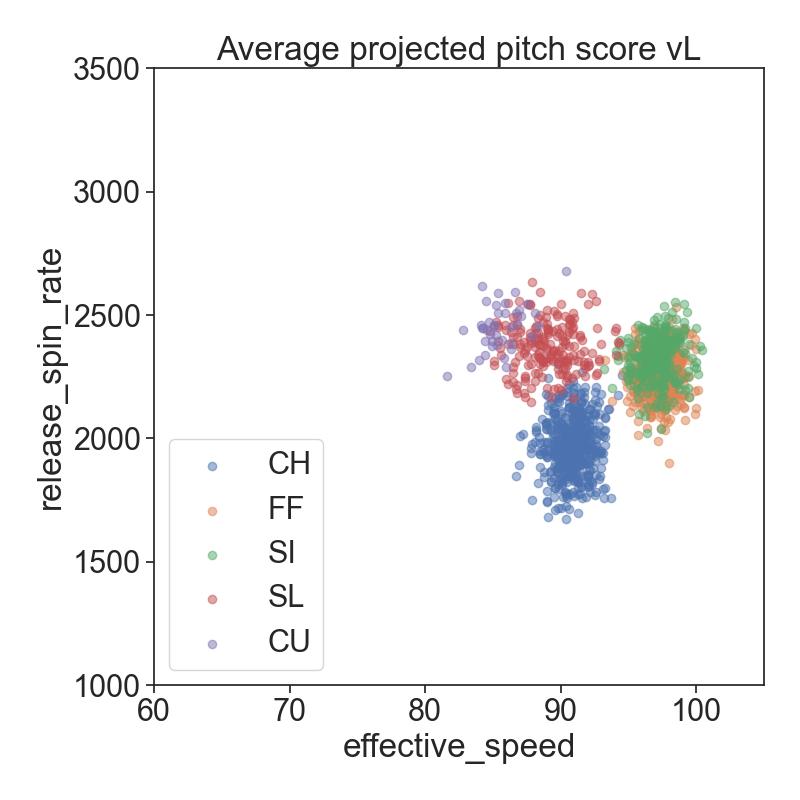 Average projected pitch score vL
release_spin_rate
3500
3000
2500
2000
1500
1000
CH
FF
SI
SL
CU
60 70 80 90 100
effective_speed